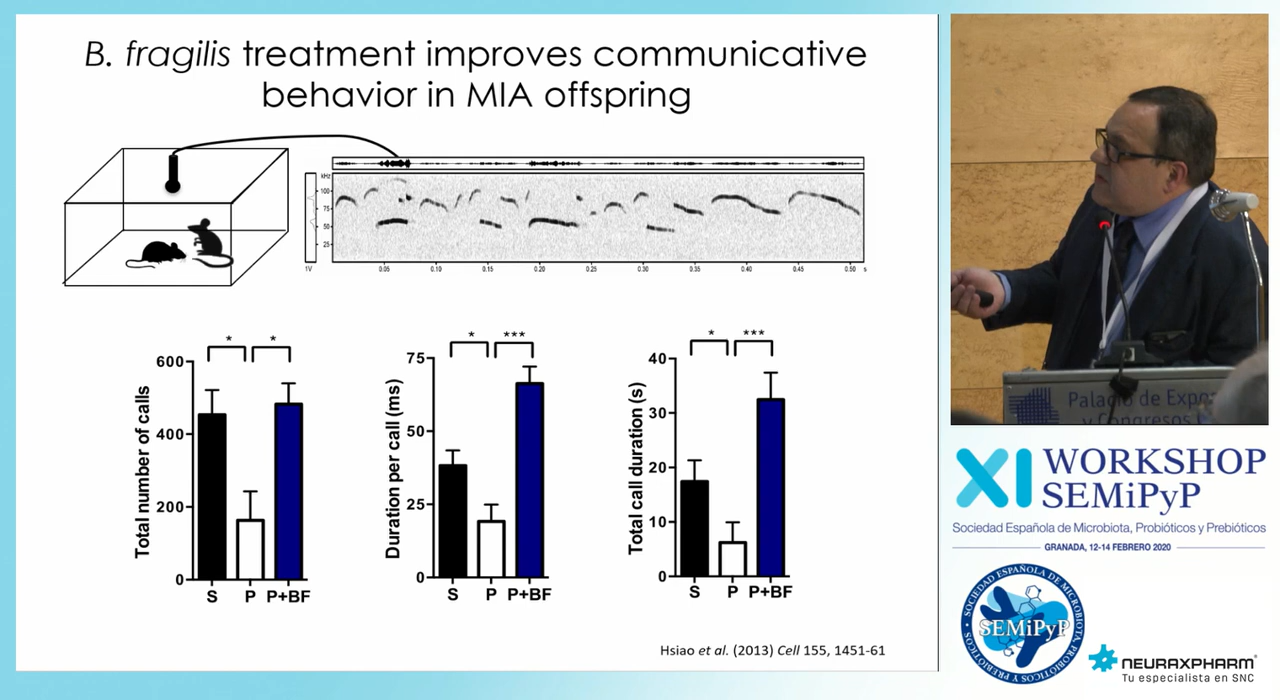 B. fragilis treatment improves communicative
behavior in MIA offspring
kHz
100
75
50
25
1V
0.05
0.10
0.15
0.20
0.25
0.30
0.35
0.40
0.45
0.50
s
* *
600
400
200
0
Total number of calls
S P P+BF
* ***
75
50
25
0
Duration per call (ms)
S P P+BF
* ***
40
30
20
10
0
Total call duration (s)
S P P+BF
Hsiao et al. (2013) Cell 155, 1451-61
Palacio de Expo
y Congresos
XI WORKSHOP
SEMiPyP
Sociedad Española de Microbiota, Probióticos y Prebióticos
GRANADA, 12-14 FEBRERO 2020
SOCIEDAD ESPAÑOLA DE MICROBIOTA, PROBIÓTICOS Y PREBIÓTICOS
SEMiPyP
NEURAXPHARM®
Tu especialista en SNC